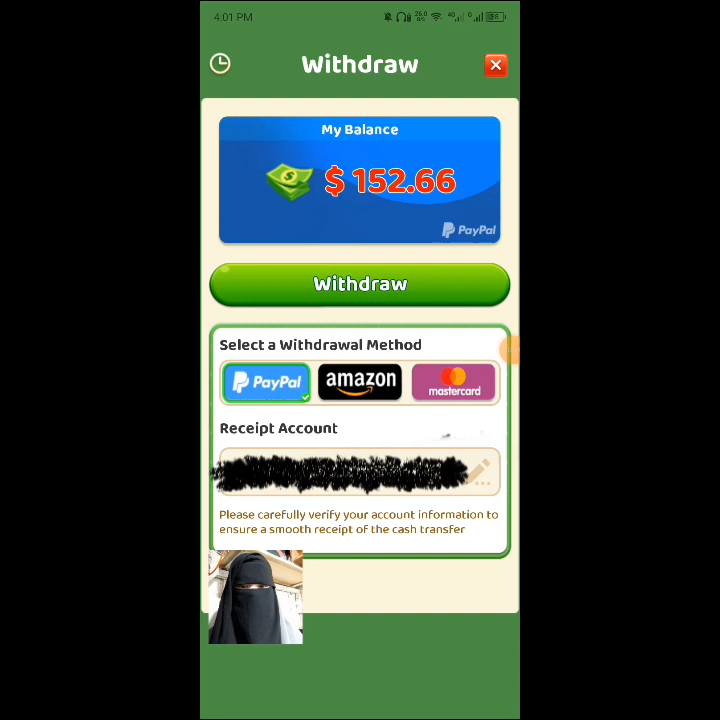 4:01 PM
Withdraw
My Balance
$ 152.66
PayPal
Withdraw
Select a Withdrawal Method
PayPal
amazon
mastercard
Receipt Account
Please carefully verify your account information to
ensure a smooth receipt of the cash transfer